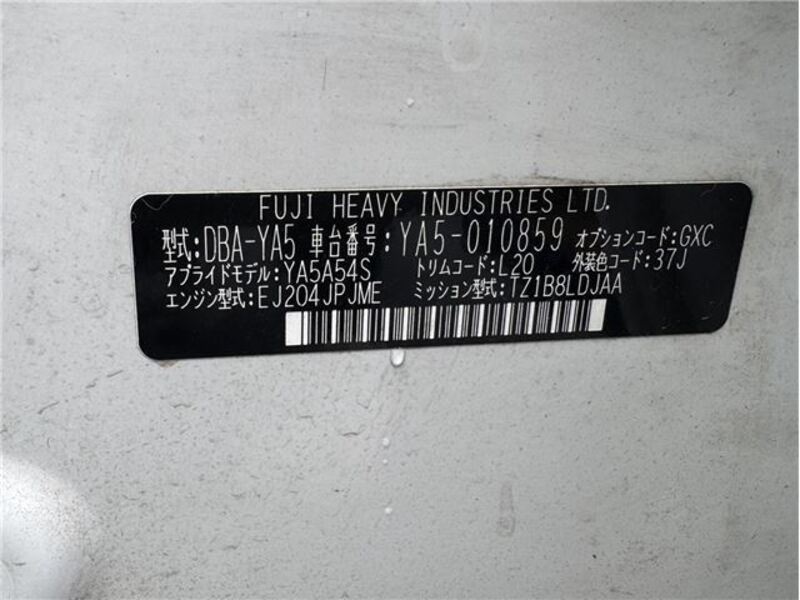 FUJI HEAVY INDUSTRIES LTD.
型式:DBA-YA5 車台番号:YA5-010859 オプションコード:GXC
アプライドモデル:YA5A54S トリムコード:L20 外装色コード:37J
エンジン型式:EJ204JPJME ミッション型式:TZ1B8LDJAA